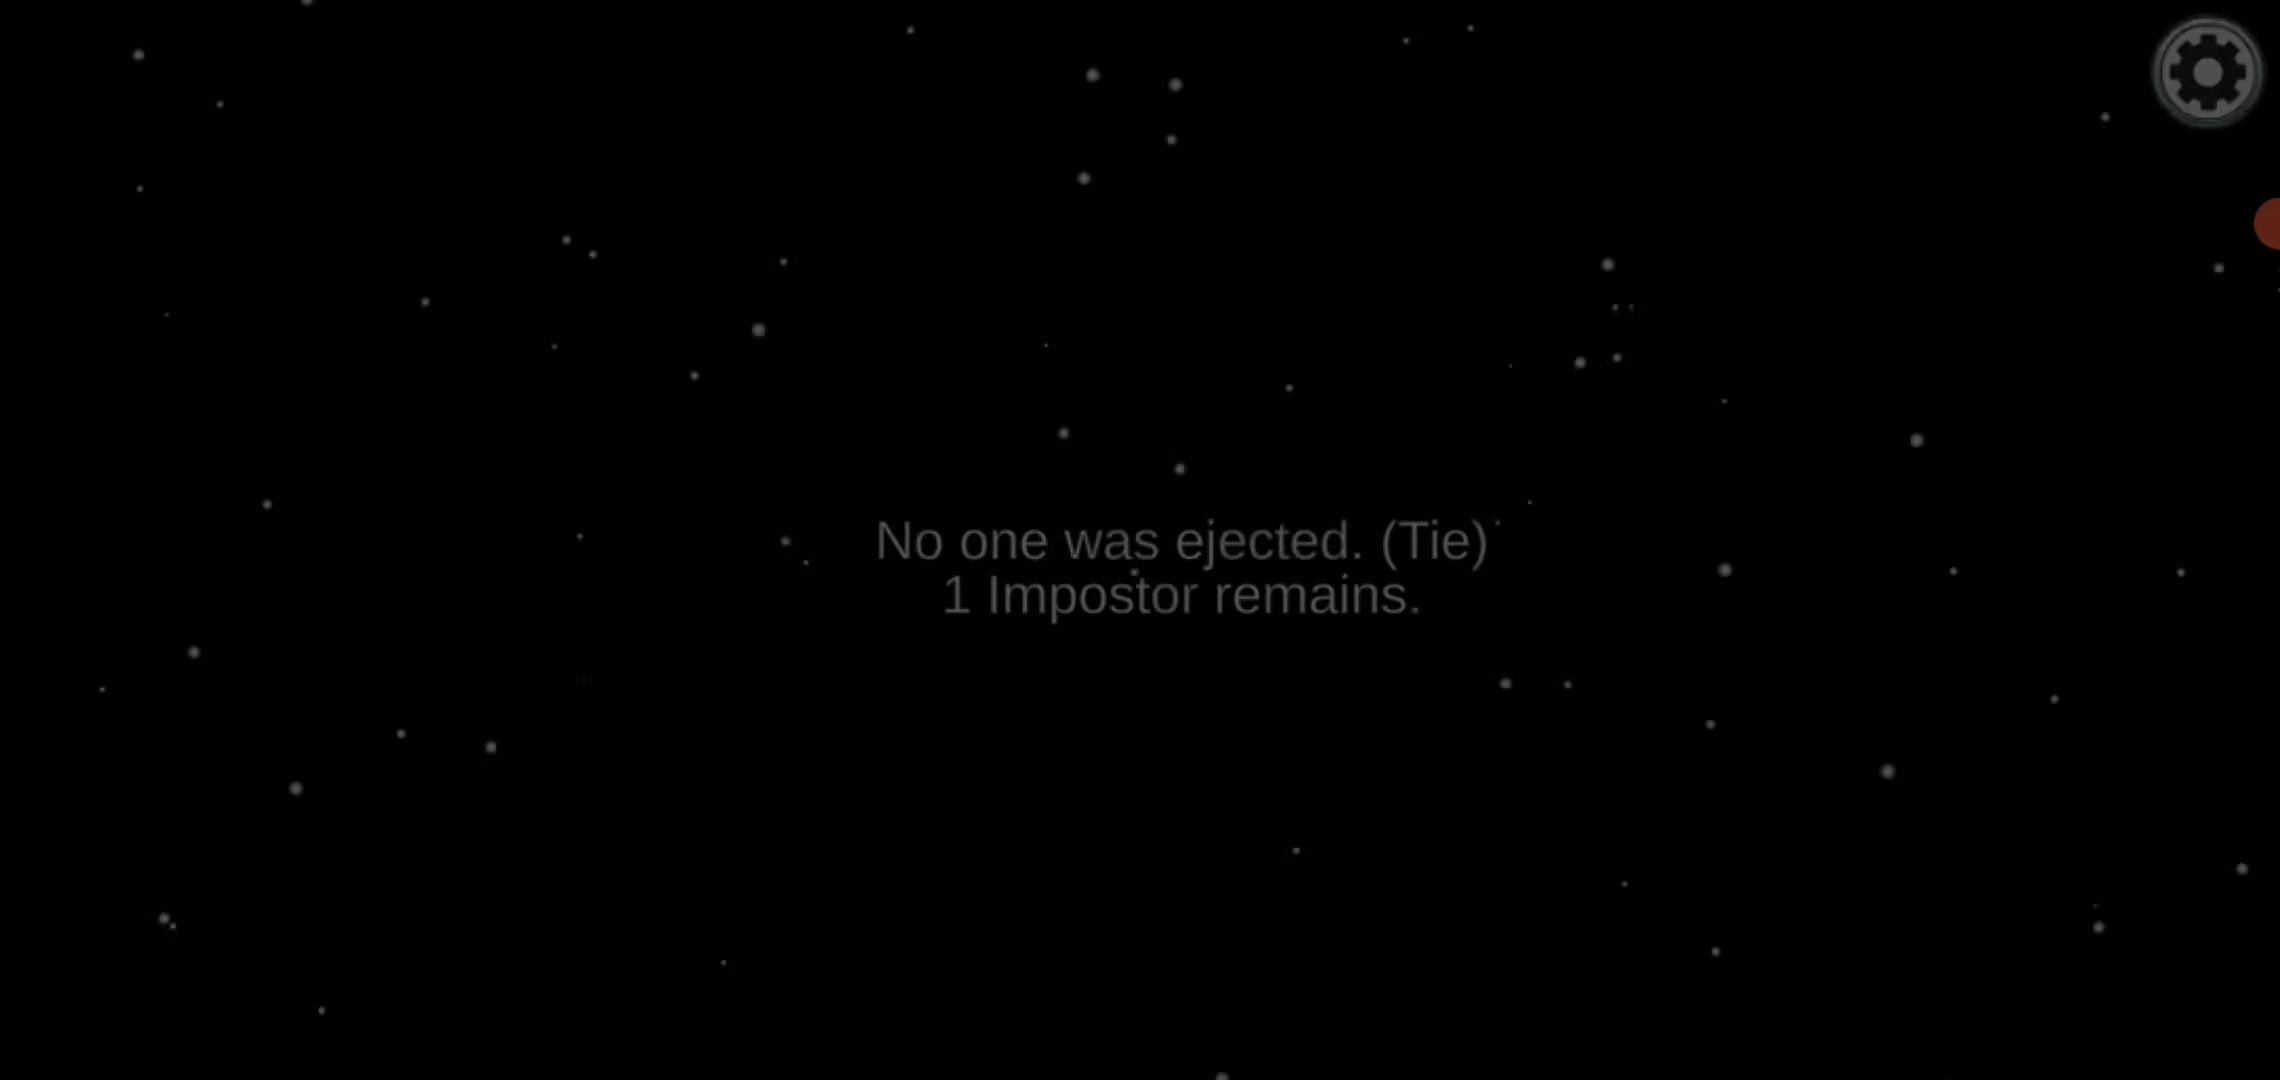 No one was ejected. (Tie)
1 Impostor remains.